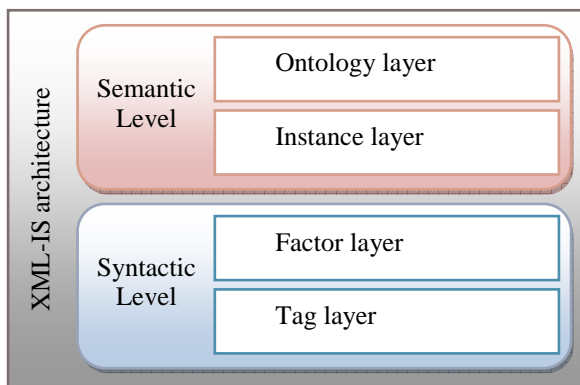 XML-IS architecture
Semantic
Level
Ontology layer
Instance layer
Syntactic
Level
Factor layer
Tag layer